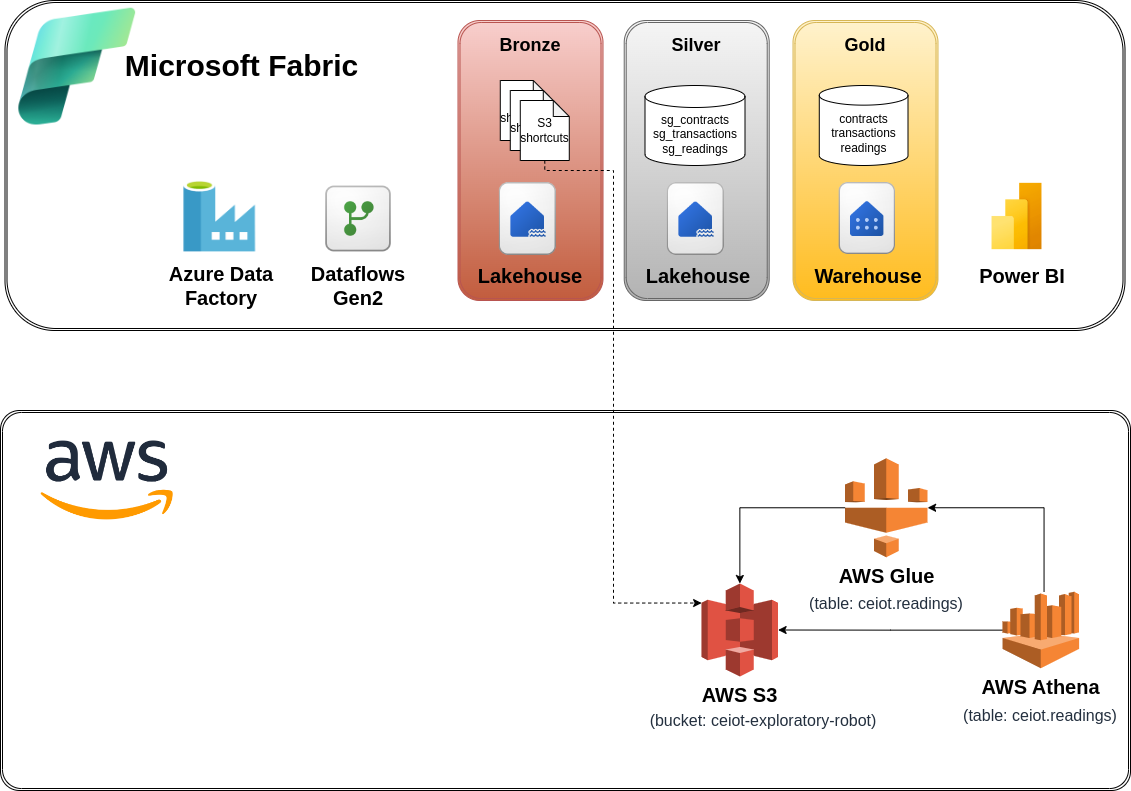 Microsoft Fabric
Bronze
Silver
Gold
sh
sh
S3
shortcuts
sg_contracts
sg_transactions
sg_readings
contracts
transactions
readings
Azure Data
Factory
Dataflows
Gen2
Lakehouse
Lakehouse
Warehouse
Power BI
aws
AWS Glue
(table: ceiot.readings)
AWS S3
(bucket: ceiot-exploratory-robot)
AWS Athena
(table: ceiot.readings)